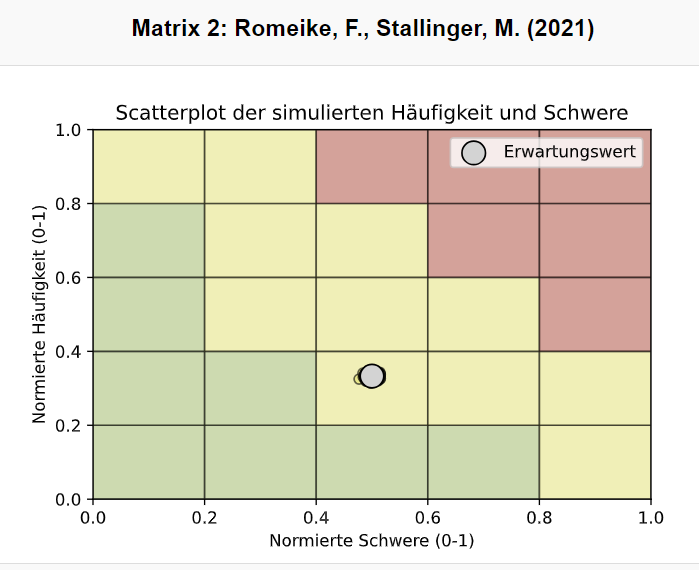 Matrix 2: Romeike, F., Stallinger, M. (2021)
Scatterplot der simulierten Häufigkeit und Schwere
Erwartungswert
Normierte Häufigkeit (0-1)
1.0
0.8
0.6
0.4
0.2
0.0
0.0 0.2 0.4 0.6 0.8 1.0
Normierte Schwere (0-1)